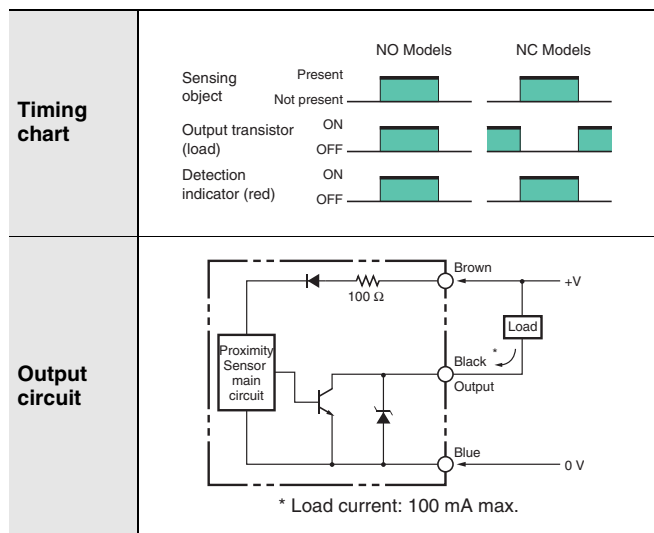 Timing
chart
NO Models
NC Models
Sensing
object
Present
Not present
Output transistor
(load)
ON
OFF
Detection
indicator (red)
ON
OFF
Output
circuit
Brown
+V
100 Ω
Load
Proximity
Sensor
main
circuit
Black
*
Output
Blue
0 V
* Load current: 100 mA max.